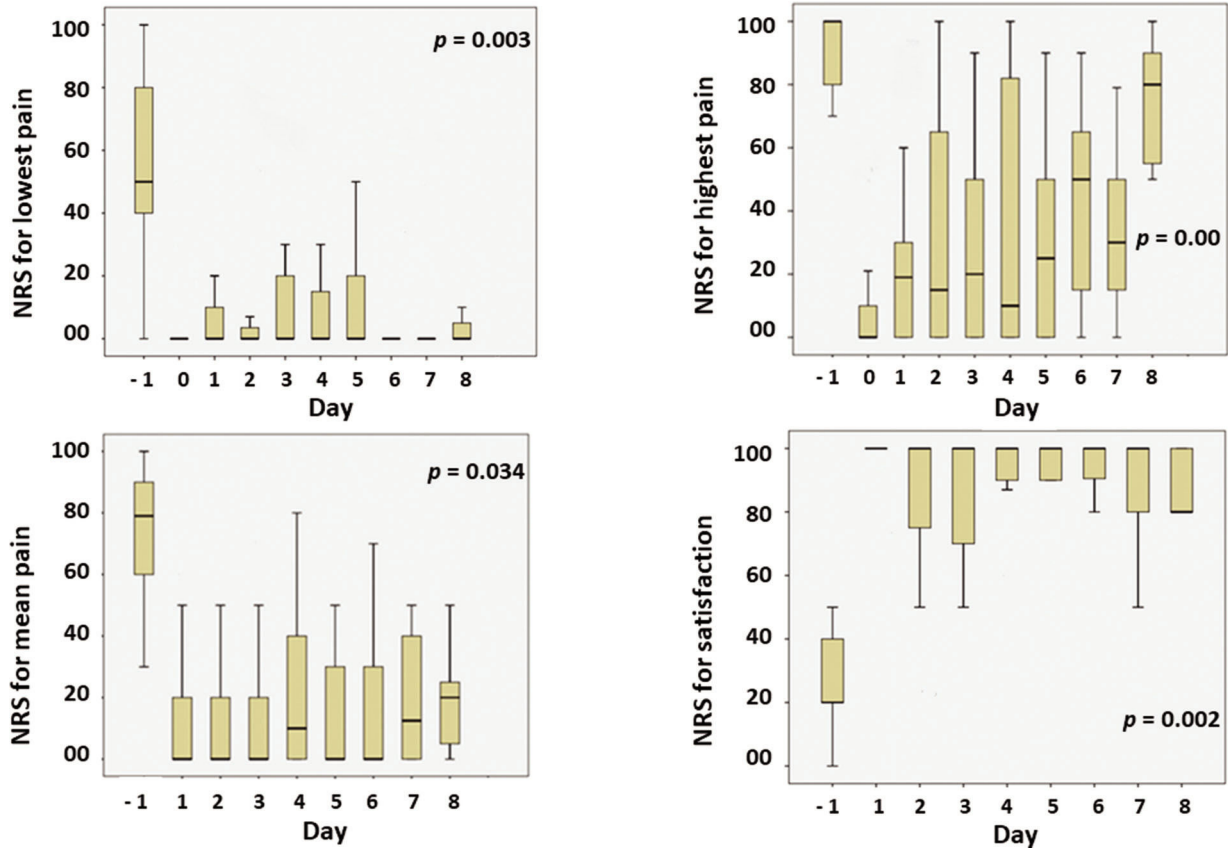 NRS for lowest pain
100
80
60
40
20
00
p = 0.003
- 1 0 1 2 3 4 5 6 7 8
Day
NRS for highest pain
100
80
60
40
20
00
p = 0.00
- 1 0 1 2 3 4 5 6 7 8
Day
NRS for mean pain
100
80
60
40
20
00
p = 0.034
- 1 1 2 3 4 5 6 7 8
Day
NRS for satisfaction
100
80
60
40
20
00
p = 0.002
- 1 1 2 3 4 5 6 7 8
Day